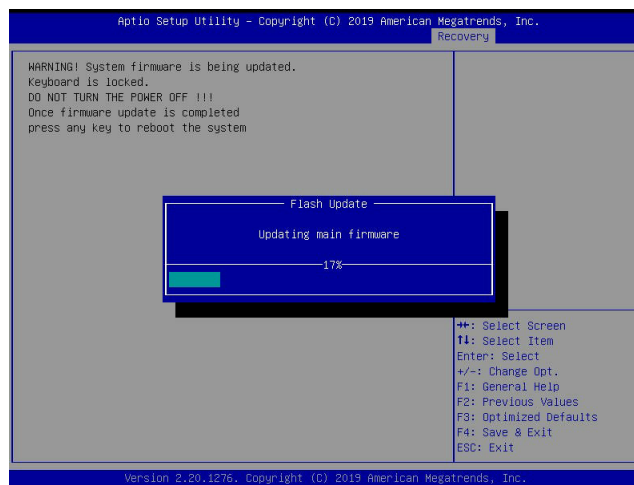 Aptio Setup Utility – Copyright (C) 2019 American Megatrends, Inc.
Recovery
WARNING! System firmware is being updated.
Keyboard is locked.
DO NOT TURN THE POWER OFF !!!
Once firmware update is completed
press any key to reboot the system
Flash Update
Updating main firmware
17%
→←: Select Screen
↑↓: Select Item
Enter: Select
+/-: Change Opt.
F1: General Help
F2: Previous Values
F3: Optimized Defaults
F4: Save & Exit
ESC: Exit
Version 2.20.1276. Copyright (C) 2019 American Megatrends, Inc.